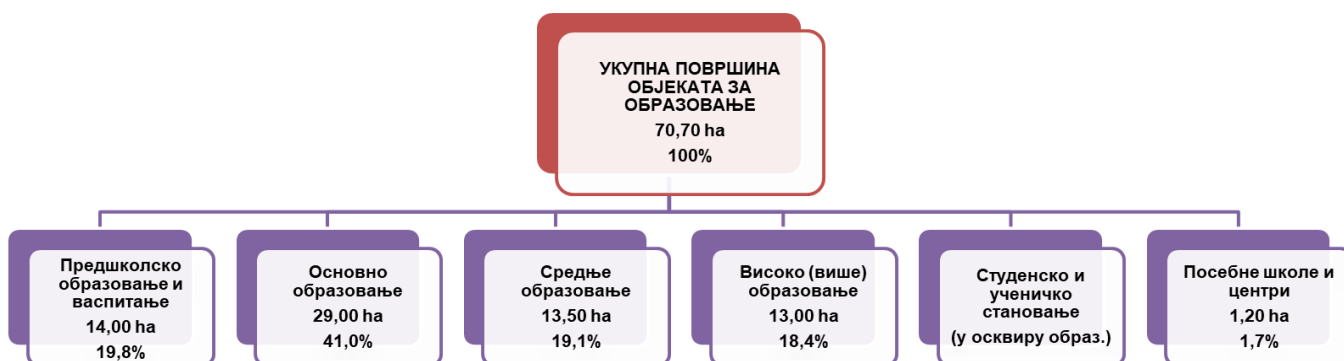 УКУПНА ПОВРШИНА
ОБЈЕКАТА ЗА
ОБРАЗОВАЊЕ
70,70 ha
100%
Предшколско
образовање и
васпитање
14,00 ha
19,8%
Основно
образовање
29,00 ha
41,0%
Средње
образовање
13,50 ha
19,1%
Високо (више)
образовање
13,00 ha
18,4%
Студенско и
ученичко
становање
(у осквиру образ.)
Посебне школе и
центри
1,20 ha
1,7%